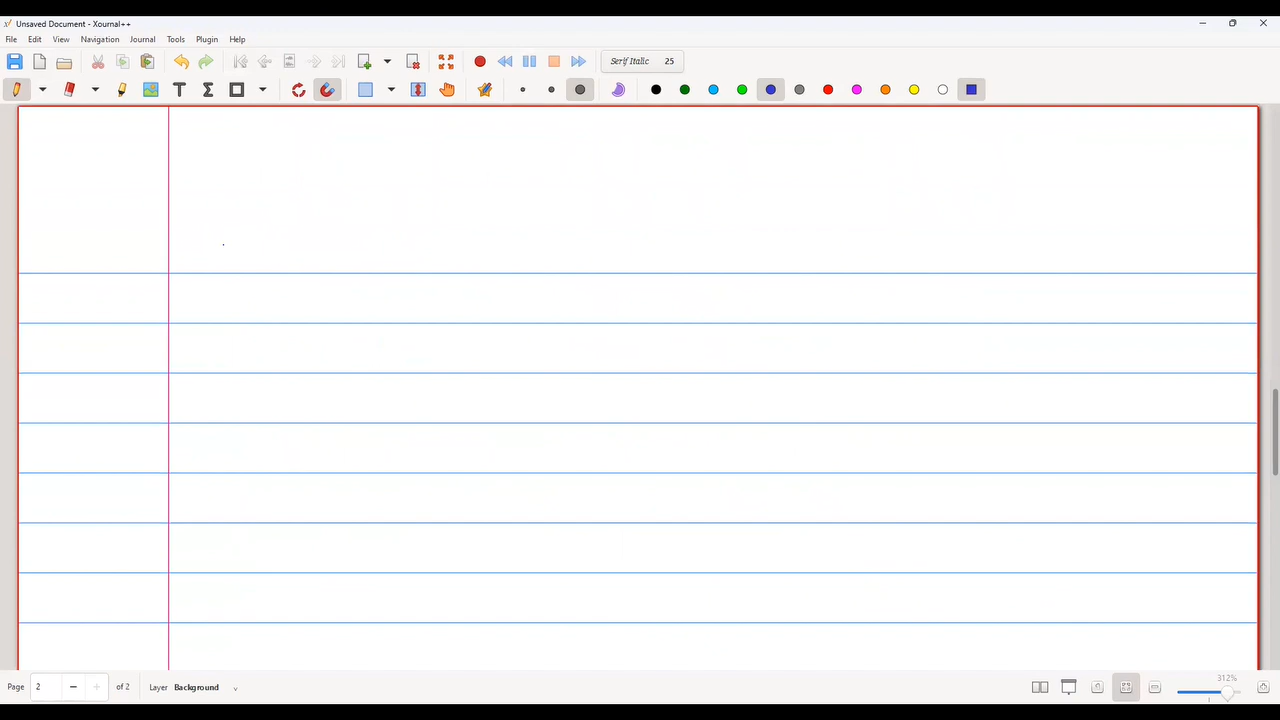 Unsaved Document - Xournal++
File Edit View Navigation Journal Tools Plugin Help
Serif Italic 25
312%
Page 2 of 2 Layer Background